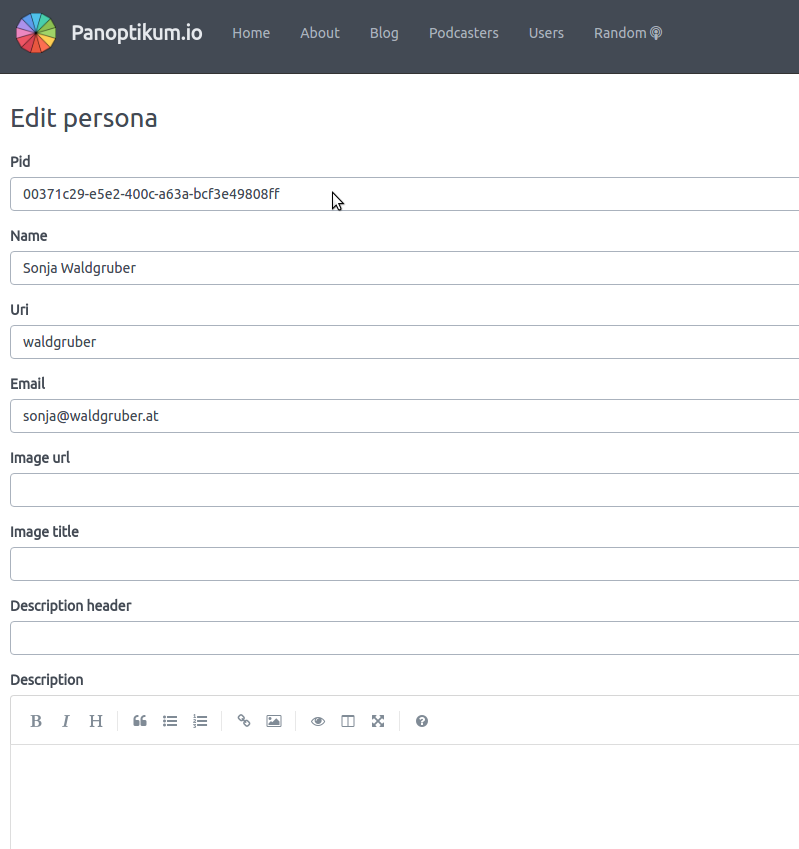 Panoptikum.io Home About Blog Podcasters Users Random
Edit persona
Pid
00371c29-e5e2-400c-a63a-bcf3e49808ff
Name
Sonja Waldgruber
Uri
waldgruber
Email
sonja@waldgruber.at
Image url
Image title
Description header
Description
B I H